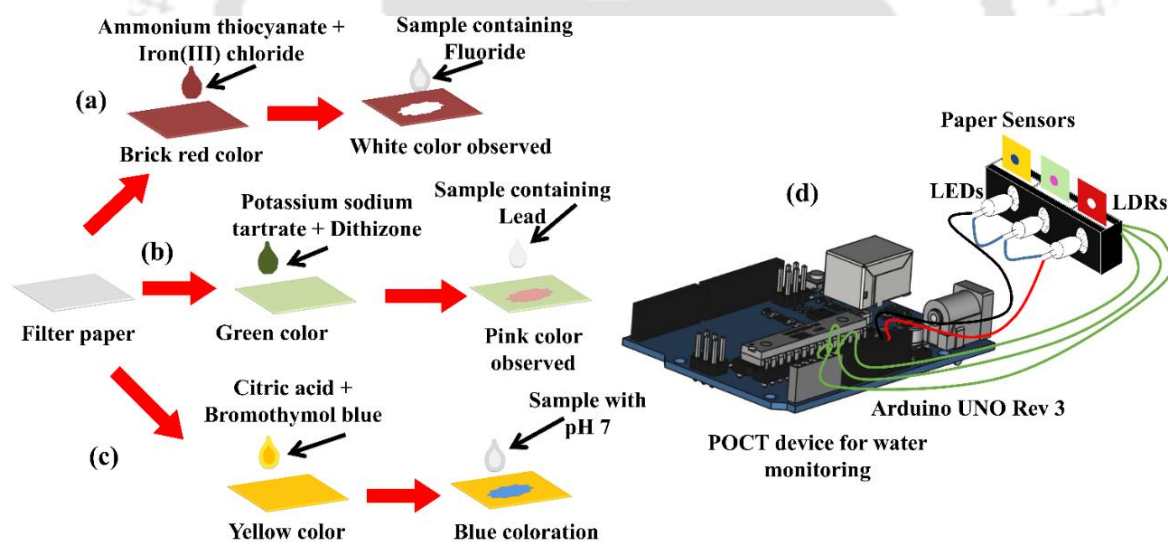 Ammonium thiocyanate +
Iron(III) chloride
Sample containing
Fluoride
(a)
Brick red color
White color observed
Potassium sodium
tartrate + Dithizone
Sample containing
Lead
(b)
Filter paper
Green color
Pink color
observed
Citric acid +
Bromothymol blue
Sample with
pH 7
(c)
Yellow color
Blue coloration
Paper Sensors
LEDs
LDRs
(d)
Arduino UNO Rev 3
POCT device for water
monitoring